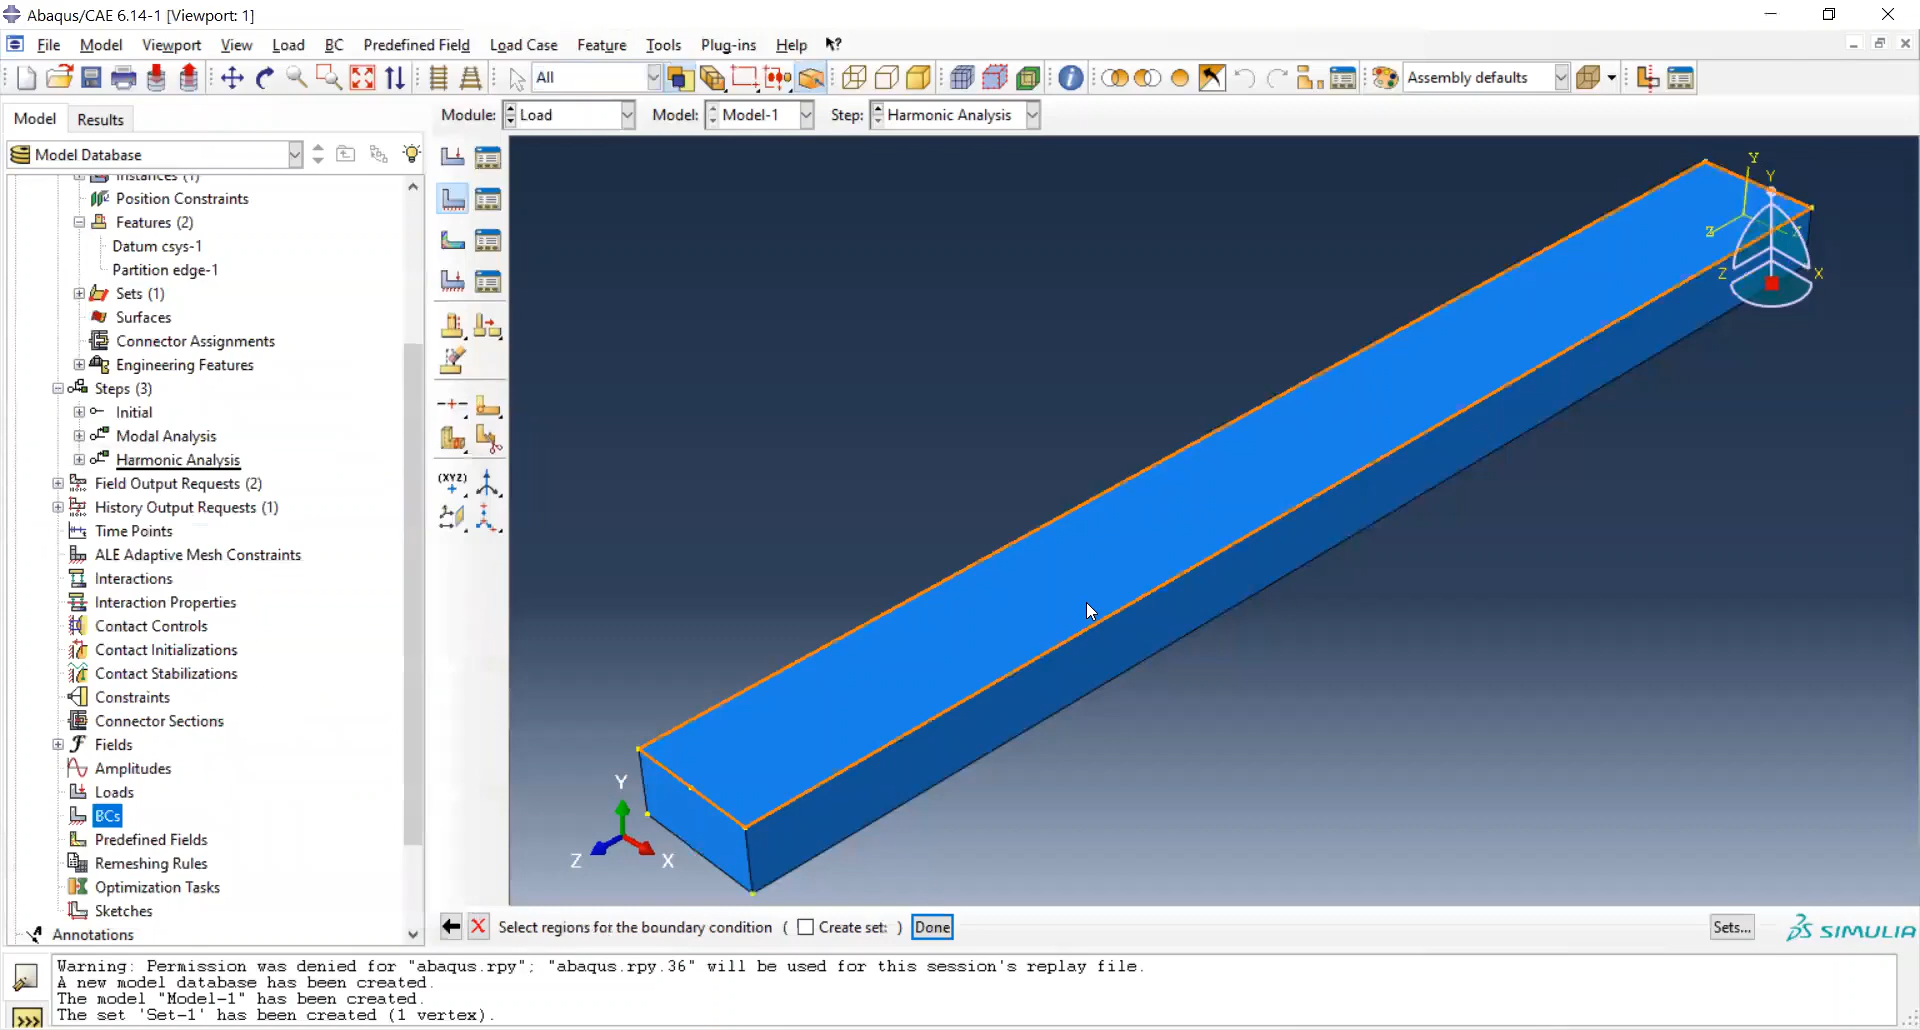 Abaqus/CAE 6.14-1 [Viewport: 1]
File Model Viewport View Load BC Predefined Field Load Case Feature Tools Plug-ins Help ?
All Assembly defaults
Model Results Module: Load Model: Model-1 Step: Harmonic Analysis
Model Database
Instances (1)
Position Constraints
Features (2)
Datum csys-1
Partition edge-1
Sets (1)
Surfaces
Connector Assignments
Engineering Features
Steps (3)
Initial
Modal Analysis
Harmonic Analysis
Field Output Requests (2)
History Output Requests (1)
Time Points
ALE Adaptive Mesh Constraints
Interactions
Interaction Properties
Contact Controls
Contact Initializations
Contact Stabilizations
Constraints
Connector Sections
Fields
Amplitudes
Loads
BCs
Predefined Fields
Remeshing Rules
Optimization Tasks
Sketches
Annotations
(XYZ)
Y
Y
Z X
Z X
Y
Z X
Select regions for the boundary condition ( Create set: ) Done Sets... SIMULIA
Warning: Permission was denied for "abaqus.rpy"; "abaqus.rpy.36" will be used for this session's replay file.
A new model database has been created.
The model "Model-1" has been created.
The set 'Set-1' has been created (1 vertex).
>>>